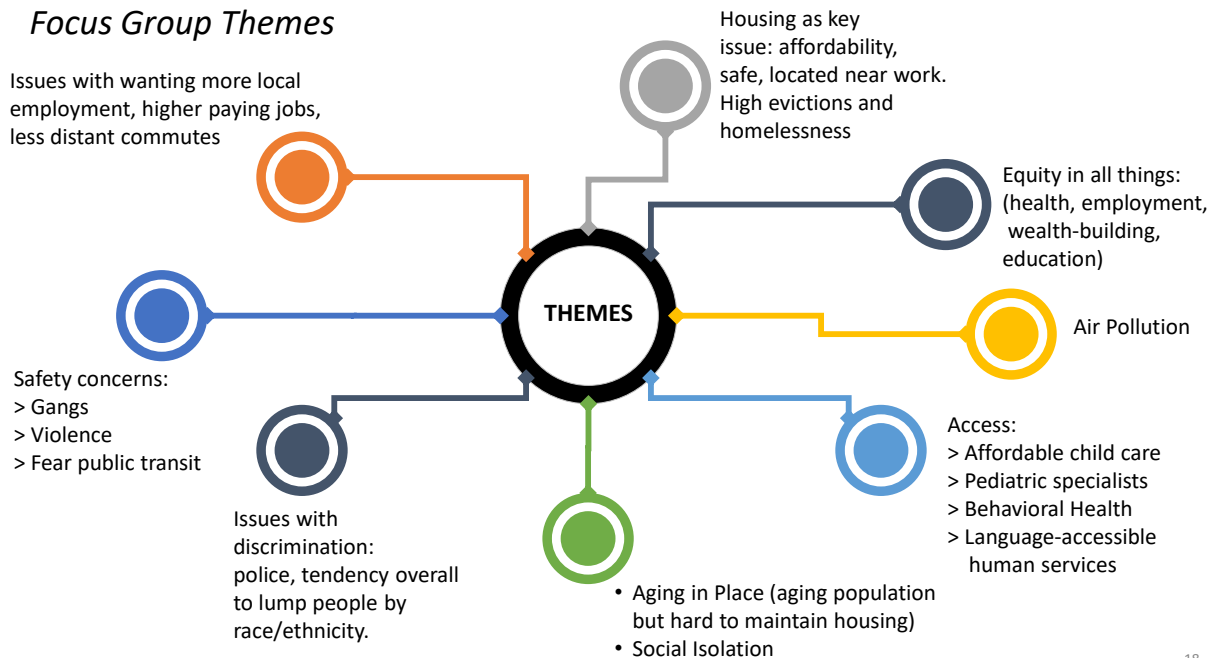 Focus Group Themes
Issues with wanting more local
employment, higher paying jobs,
less distant commutes
Housing as key
issue: affordability,
safe, located near work.
High evictions and
homelessness
Equity in all things:
(health, employment,
wealth-building,
education)
THEMES
Air Pollution
Safety concerns:
> Gangs
> Violence
> Fear public transit
Access:
> Affordable child care
> Pediatric specialists
> Behavioral Health
> Language-accessible
human services
Issues with
discrimination:
police, tendency overall
to lump people by
race/ethnicity.
• Aging in Place (aging population
but hard to maintain housing)
• Social Isolation
18